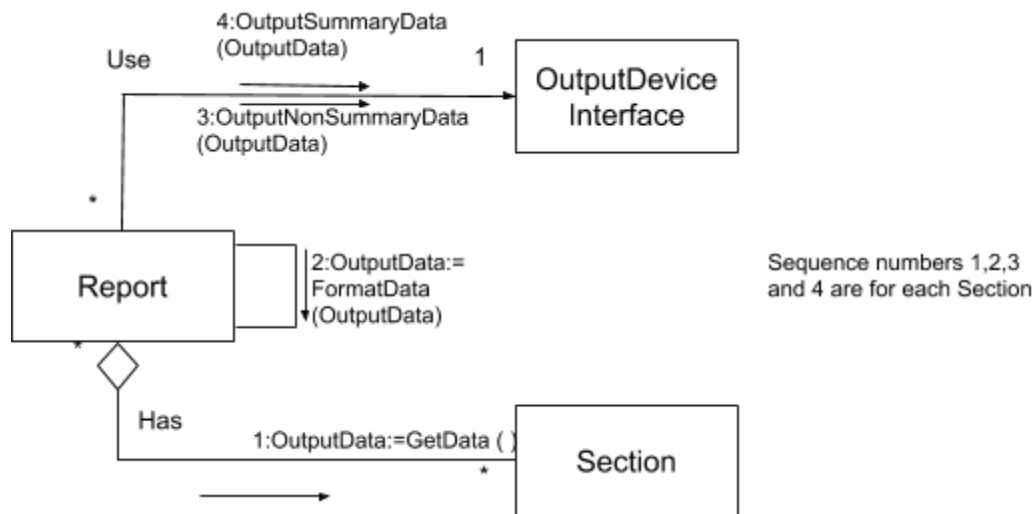 4:OutputSummaryData
(OutputData)
Use
1
OutputDevice
Interface
3:OutputNonSummaryData
(OutputData)
*
Report
2:OutputData:=
FormatData
(OutputData)
Sequence numbers 1,2,3
and 4 are for each Section
*
Has
1:OutputData:=GetData ( )
*
Section